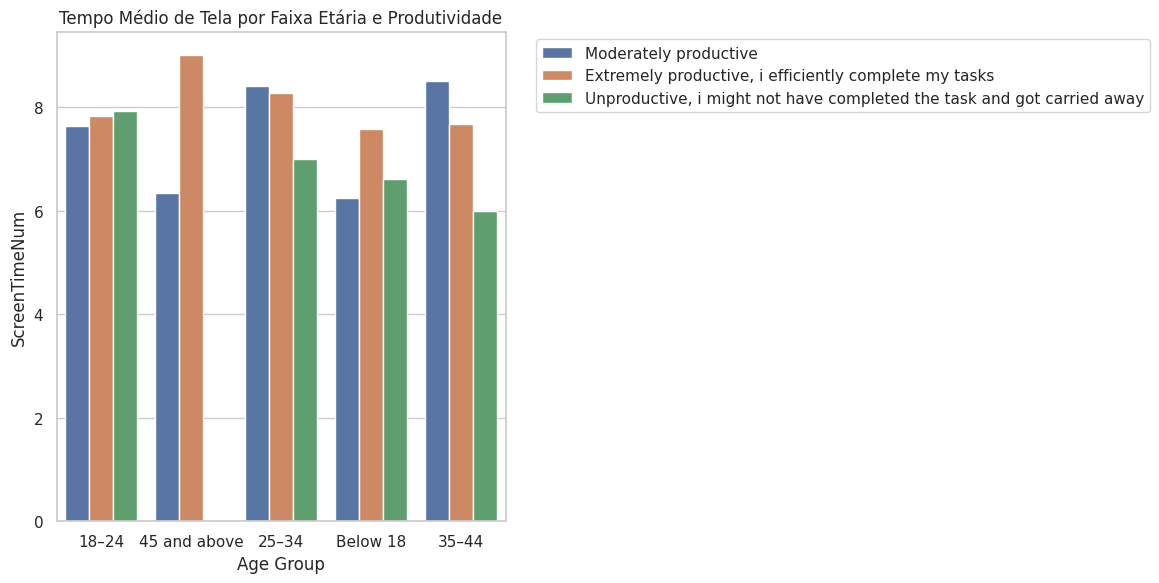 Tempo Médio de Tela por Faixa Etária e Produtividade
Moderately productive
Extremely productive, i efficiently complete my tasks
Unproductive, i might not have completed the task and got carried away
ScreenTimeNum
8
6
4
2
0
18–24 45 and above 25–34 Below 18 35–44
Age Group